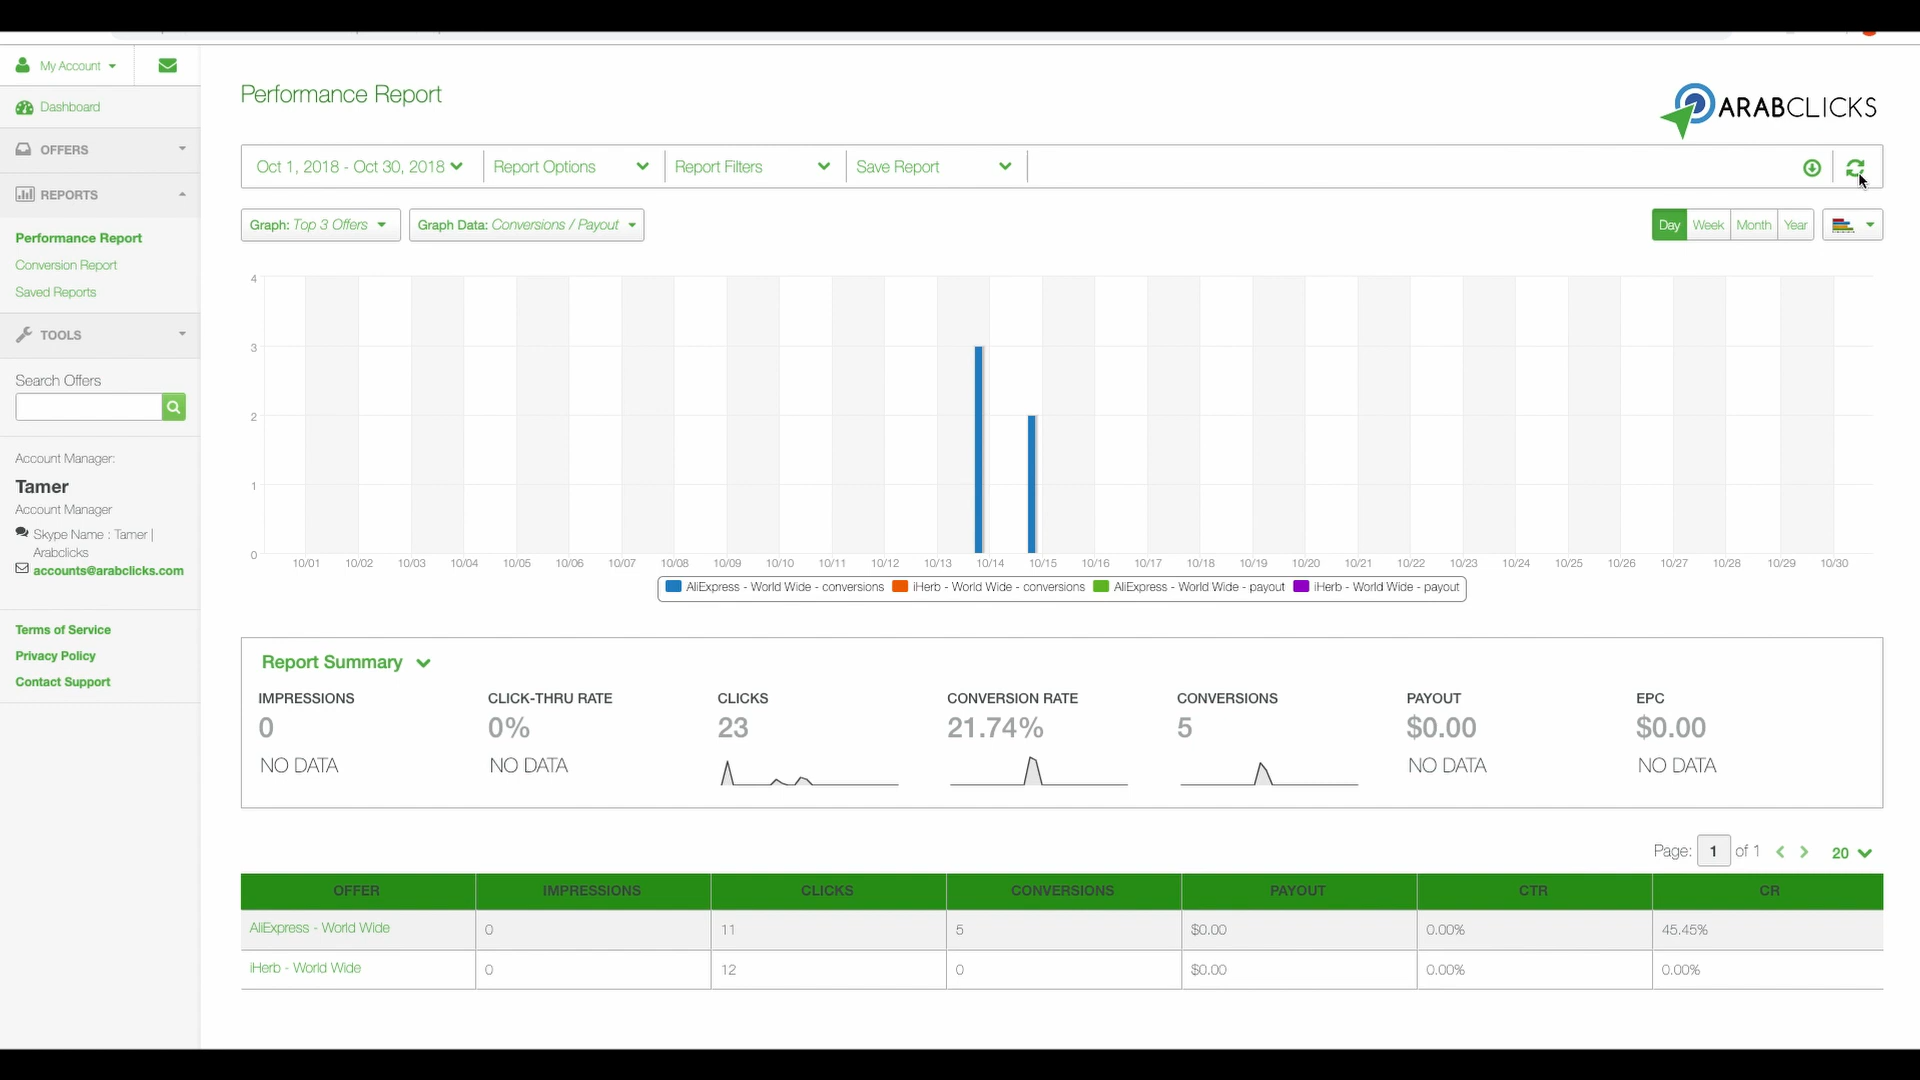 My Account
Dashboard
OFFERS
REPORTS
Performance Report
Conversion Report
Saved Reports
TOOLS
Search Offers
Account Manager:
Tamer
Account Manager
Skype Name : Tamer |
Arabclicks
accounts@arabclicks.com
Terms of Service
Privacy Policy
Contact Support
Performance Report
ARABCLICKS
Oct 1, 2018 - Oct 30, 2018 Report Options Report Filters Save Report
Graph: Top 3 Offers Graph Data: Conversions / Payout Day Week Month Year
4
3
2
1
0
10/01 10/02 10/03 10/04 10/05 10/06 10/07 10/08 10/09 10/10 10/11 10/12 10/13 10/14 10/15 10/16 10/17 10/18 10/19 10/20 10/21 10/22 10/23 10/24 10/25 10/26 10/27 10/28 10/29 10/30
AliExpress - World Wide - conversions iHerb - World Wide - conversions AliExpress - World Wide - payout iHerb - World Wide - payout
Report Summary
IMPRESSIONS CLICK-THRU RATE CLICKS CONVERSION RATE CONVERSIONS PAYOUT EPC
0 0% 23 21.74% 5 $0.00 $0.00
NO DATA NO DATA NO DATA NO DATA
Page: 1 of 1 20
OFFER IMPRESSIONS CLICKS CONVERSIONS PAYOUT CTR CR
AliExpress - World Wide 0 11 5 $0.00 0.00% 45.45%
iHerb - World Wide 0 12 0 $0.00 0.00% 0.00%